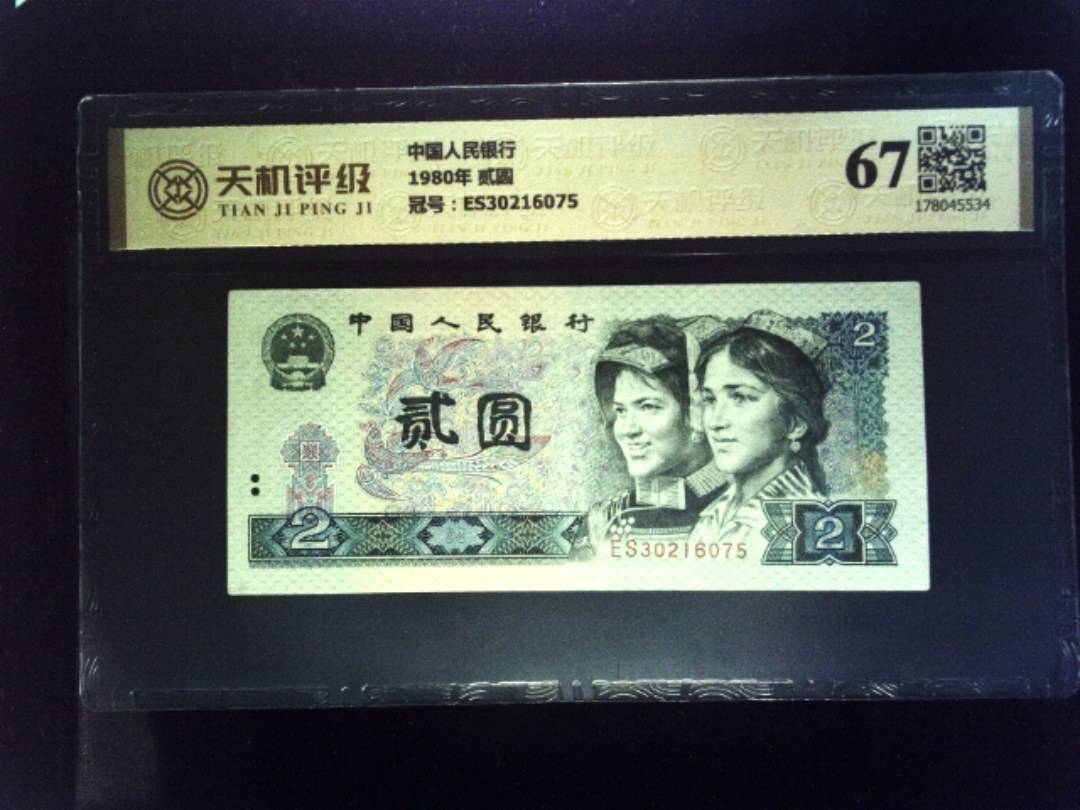 天机评级
TIAN JI PING JI
中国人民银行
1980年 贰圆
冠号：ES30216075
67
178045534
中国人民银行
2
贰圆
2
ES30216075
2